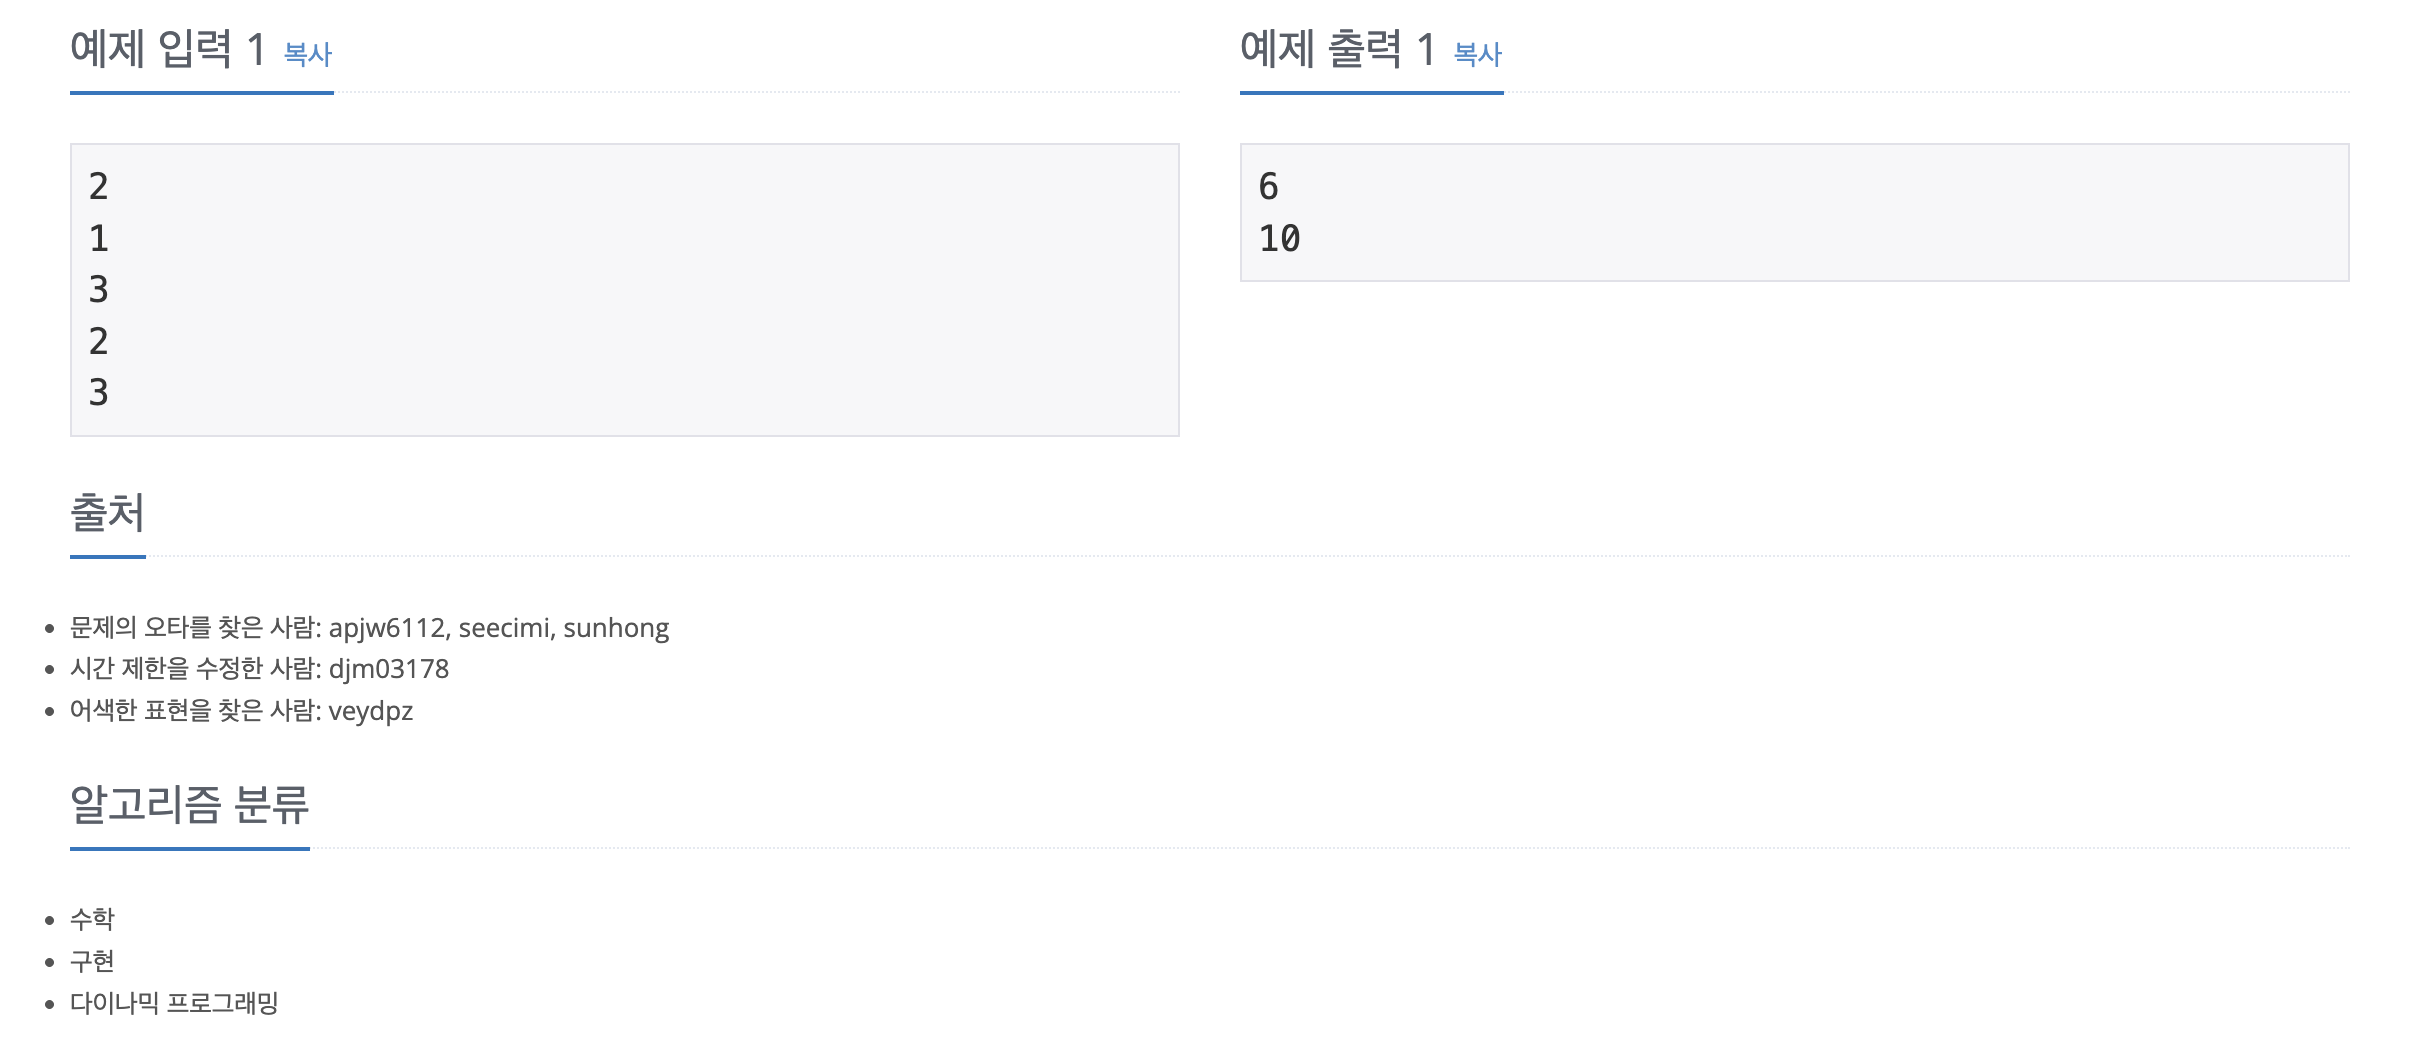 예제 입력 1 복사
2
1
3
2
3
예제 출력 1 복사
6
10
출처
문제의 오타를 찾은 사람: apjw6112, seecimi, sunhong
시간 제한을 수정한 사람: djm03178
어색한 표현을 찾은 사람: veydpz
알고리즘 분류
수학
구현
다이나믹 프로그래밍